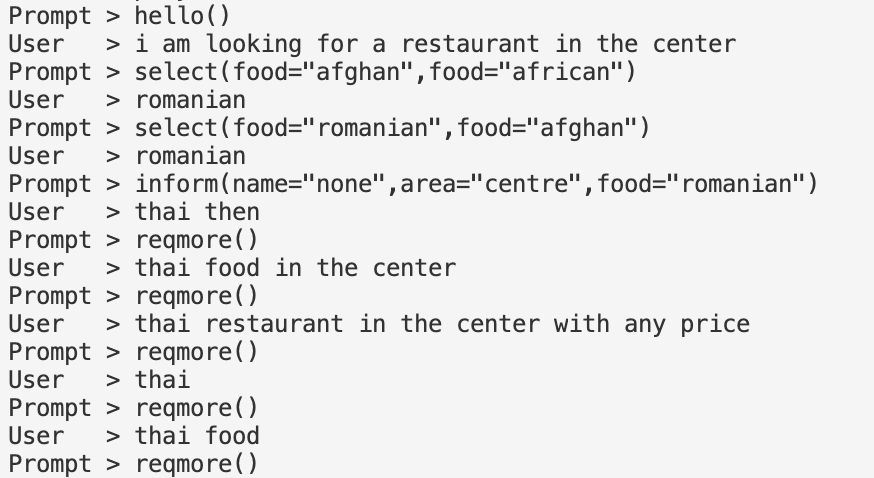 Prompt > hello()
User   > i am looking for a restaurant in the center
Prompt > select(food="afghan",food="african")
User   > romanian
Prompt > select(food="romanian",food="afghan")
User   > romanian
Prompt > inform(name="none",area="centre",food="romanian")
User   > thai then
Prompt > reqmore()
User   > thai food in the center
Prompt > reqmore()
User   > thai restaurant in the center with any price
Prompt > reqmore()
User   > thai
Prompt > reqmore()
User   > thai food
Prompt > reqmore()